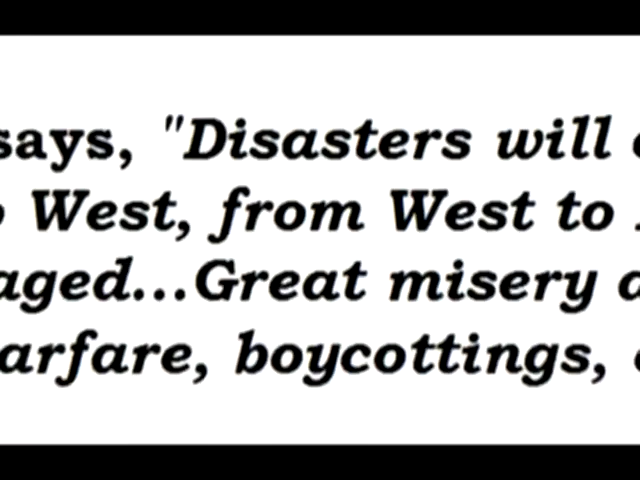 says, "Disasters will
West, from West to
aged...Great misery
arfare, boycottings,